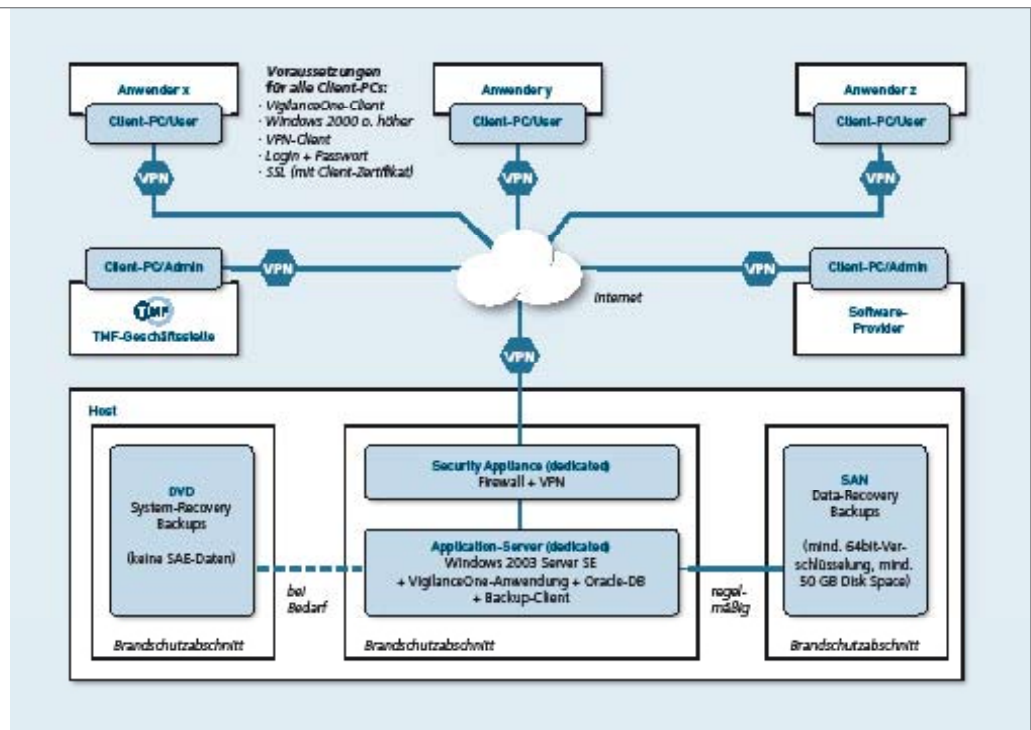 Anwender x
Client-PC/User
VPN
Voraussetzungen
für alle Client-PCs:
· VigilanceOne-Client
· Windows 2000 o. höher
· VPN-Client
· Login + Passwort
· SSL (mit Client-Zertifikat)
Anwender y
Client-PC/User
VPN
Anwender z
Client-PC/User
VPN
Client-PC/Admin
VPN
TMF
TMF-Geschäftsstelle
Internet
VPN
Client-PC/Admin
Software-
Provider
VPN
Host
DVD
System-Recovery
Backups
(keine SAE-Daten)
Brandschutzabschnitt
bei
Bedarf
Security Appliance (dedicated)
Firewall + VPN
Application-Server (dedicated)
Windows 2003 Server SE
+ VigilanceOne-Anwendung + Oracle-DB
+ Backup-Client
Brandschutzabschnitt
regel-
mäßig
SAN
Data-Recovery
Backups
(mind. 64bit-Ver-
schlüsselung, mind.
50 GB Disk Space)
Brandschutzabschnitt